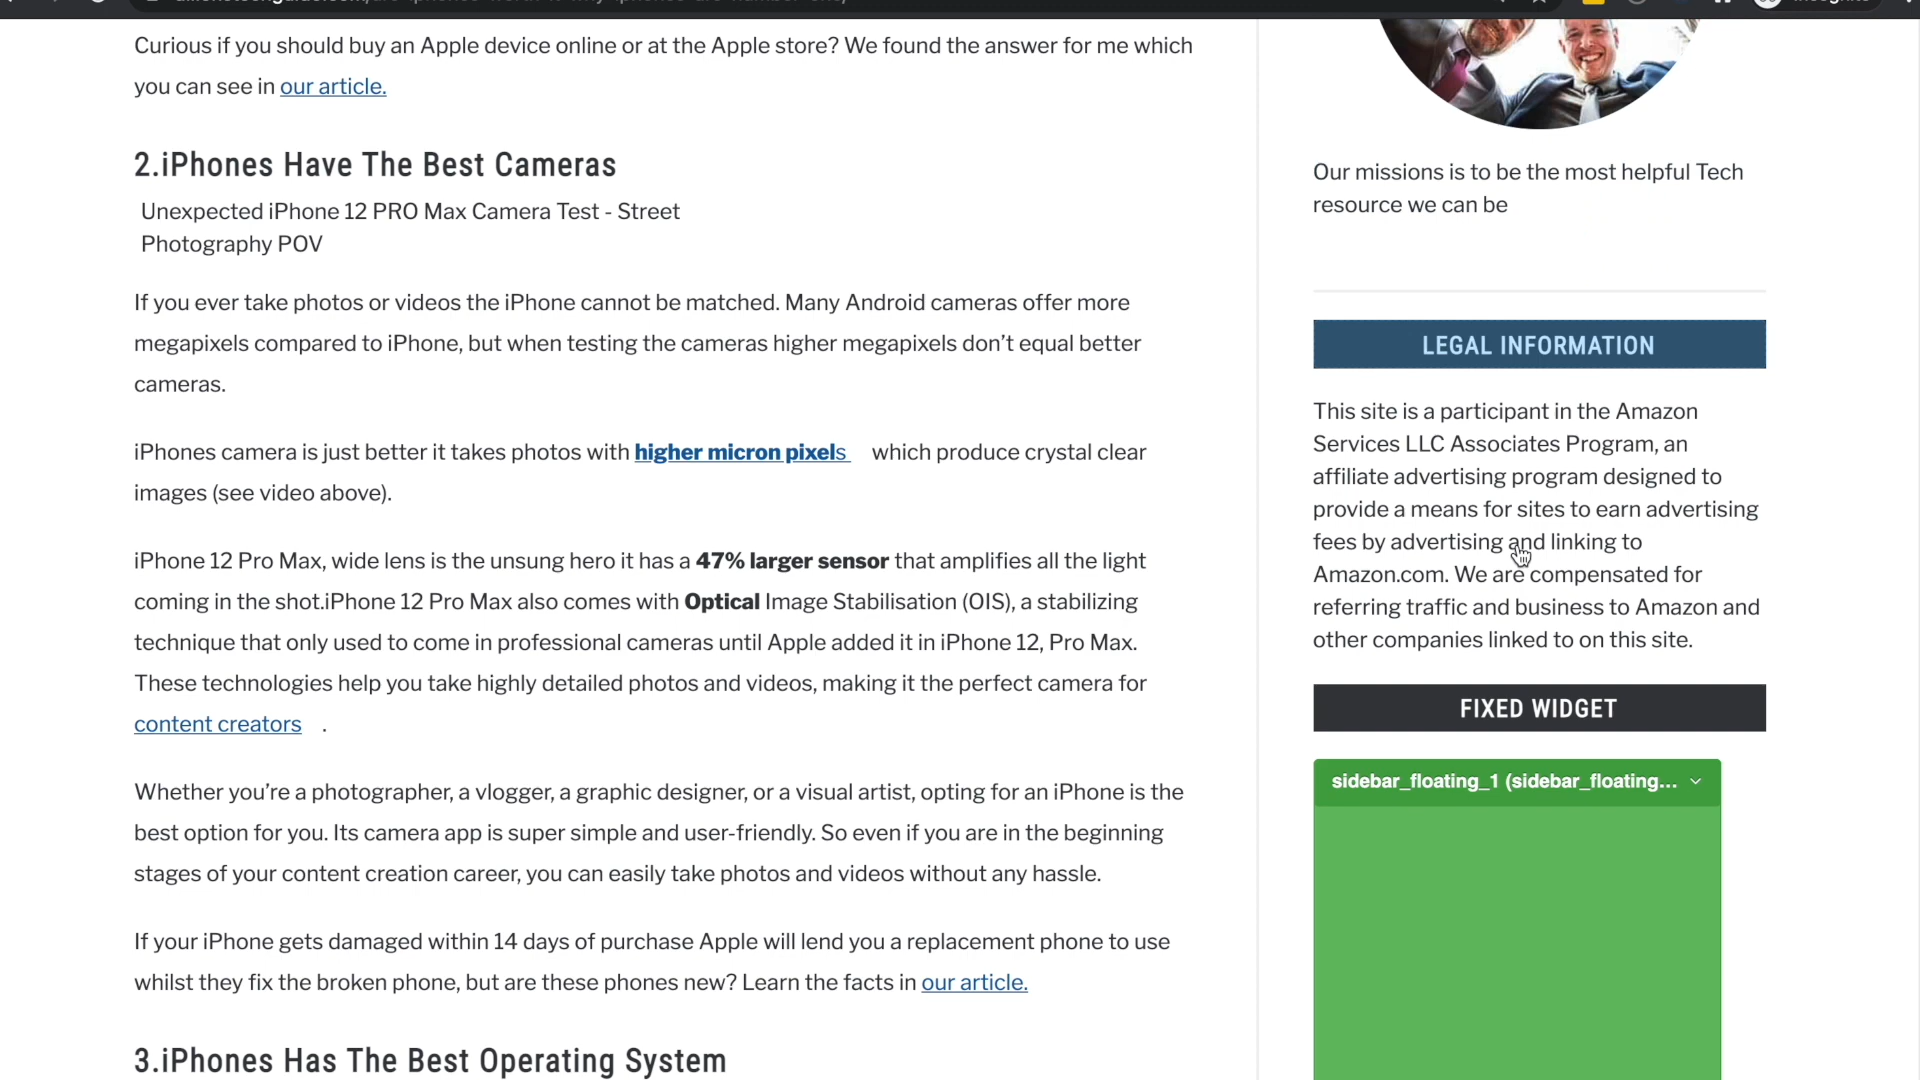 Curious if you should buy an Apple device online or at the Apple store? We found the answer for me which
you can see in our article.
2.iPhones Have The Best Cameras
Unexpected iPhone 12 PRO Max Camera Test - Street
Photography POV
If you ever take photos or videos the iPhone cannot be matched. Many Android cameras offer more
megapixels compared to iPhone, but when testing the cameras higher megapixels don’t equal better
cameras.
iPhones camera is just better it takes photos with higher micron pixels which produce crystal clear
images (see video above).
iPhone 12 Pro Max, wide lens is the unsung hero it has a 47% larger sensor that amplifies all the light
coming in the shot.iPhone 12 Pro Max also comes with Optical Image Stabilisation (OIS), a stabilizing
technique that only used to come in professional cameras until Apple added it in iPhone 12, Pro Max.
These technologies help you take highly detailed photos and videos, making it the perfect camera for
content creators .
Whether you’re a photographer, a vlogger, a graphic designer, or a visual artist, opting for an iPhone is the
best option for you. Its camera app is super simple and user-friendly. So even if you are in the beginning
stages of your content creation career, you can easily take photos and videos without any hassle.
If your iPhone gets damaged within 14 days of purchase Apple will lend you a replacement phone to use
whilst they fix the broken phone, but are these phones new? Learn the facts in our article.
3.iPhones Has The Best Operating System
Our missions is to be the most helpful Tech
resource we can be
LEGAL INFORMATION
This site is a participant in the Amazon
Services LLC Associates Program, an
affiliate advertising program designed to
provide a means for sites to earn advertising
fees by advertising and linking to
Amazon.com. We are compensated for
referring traffic and business to Amazon and
other companies linked to on this site.
FIXED WIDGET
sidebar_floating_1 (sidebar_floating...